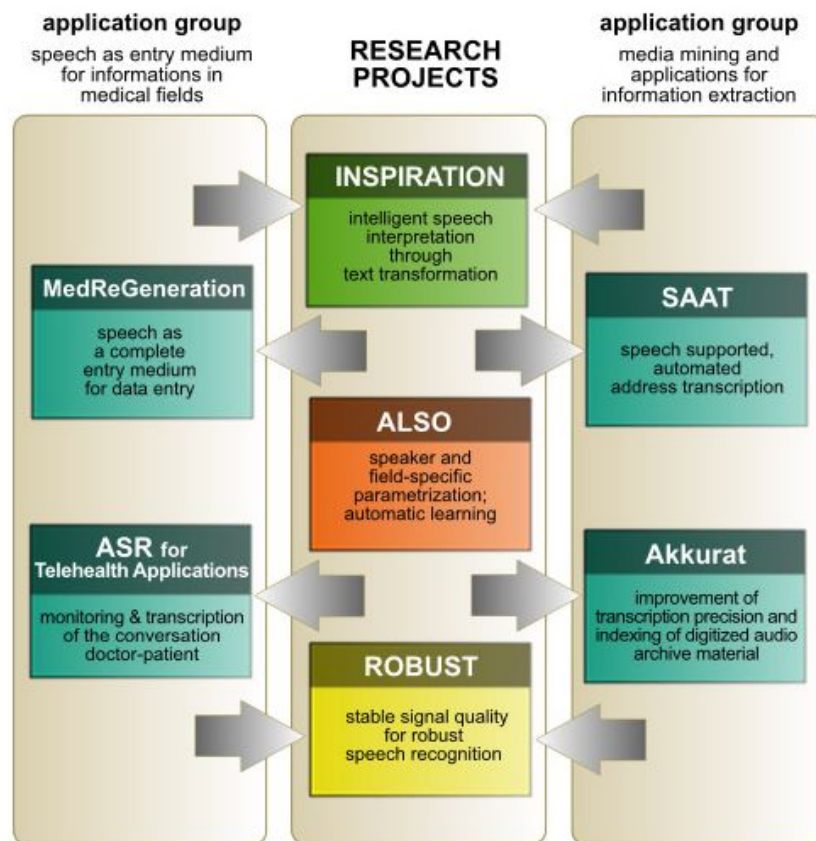 application group
speech as entry medium
for informations in
medical fields
MedReGeneration
speech as
a complete
entry medium
for data entry
ASR for
Telehealth Applications
monitoring & transcription
of the conversation
doctor-patient
RESEARCH
PROJECTS
INSPIRATION
intelligent speech
interpretation
through
text transformation
ALSO
speaker and
field-specific
parametrization;
automatic learning
ROBUST
stable signal quality
for robust
speech recognition
application group
media mining and
applications for
information extraction
SAAT
speech supported,
automated
address transcription
Akkurat
improvement of
transcription precision and
indexing of digitized audio
archive material